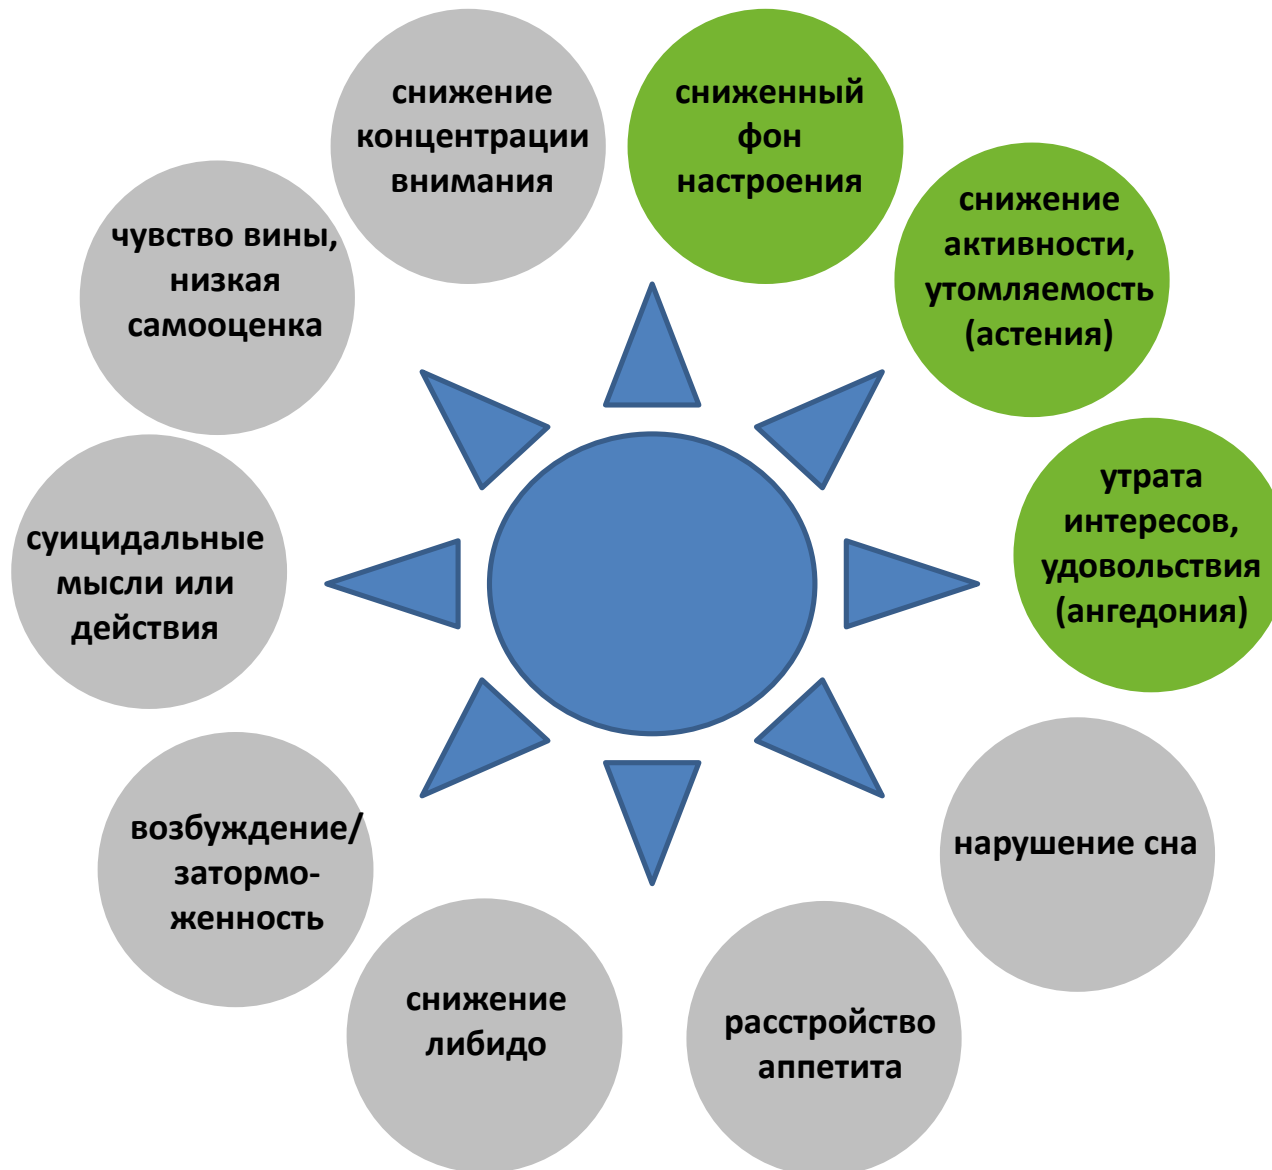 снижение
концентрации
внимания
сниженный
фон
настроения
снижение
активности,
утомляемость
(астения)
утрата
интересов,
удовольствия
(ангедония)
нарушение сна
расстройство
аппетита
снижение
либидо
возбуждение/
затормо-
женность
суицидальные
мысли или
действия
чувство вины,
низкая
самооценка